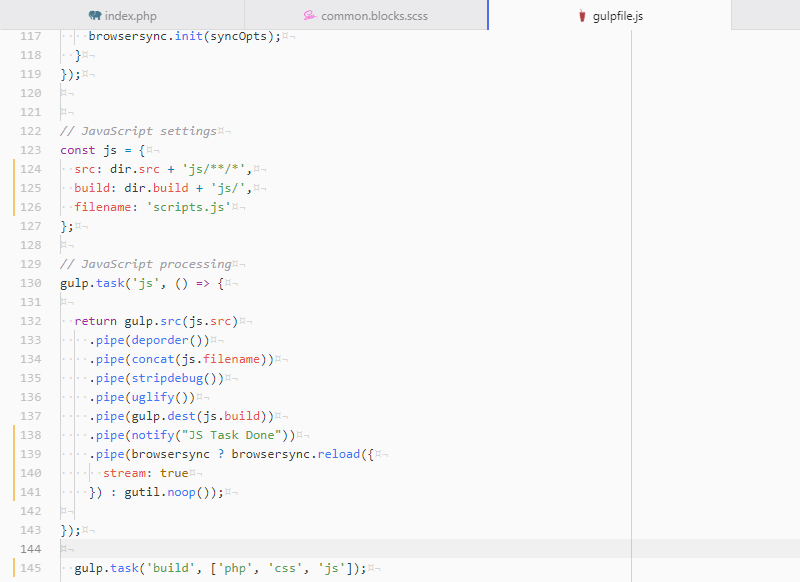 index.php common.blocks.scss gulpfile.js
117 browsersync.init(syncOpts);
118 }
119 });
120
121
122 // JavaScript settings
123 const js = {
124 src: dir.src + 'js/**/*',
125 build: dir.build + 'js/',
126 filename: 'scripts.js'
127 };
128
129 // JavaScript processing
130 gulp.task('js', () => {
131
132 return gulp.src(js.src)
133 .pipe(deporder())
134 .pipe(concat(js.filename))
135 .pipe(stripdebug())
136 .pipe(uglify())
137 .pipe(gulp.dest(js.build))
138 .pipe(notify("JS Task Done"))
139 .pipe(browsersync ? browsersync.reload({
140 stream: true
141 }) : gutil.noop());
142
143 });
144
145 gulp.task('build', ['php', 'css', 'js']);